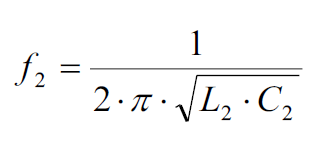 f₂ = 1 / (2 · π · √(L₂ · C₂))